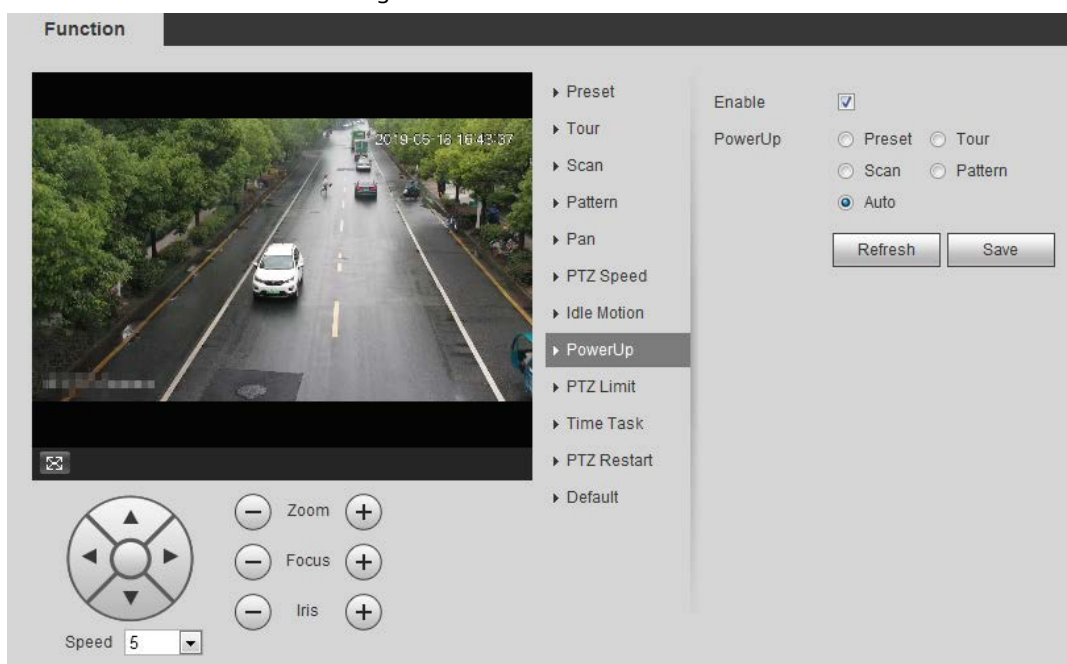 Function
2019-05-18 16:43:37
Preset
Tour
Scan
Pattern
Pan
PTZ Speed
Idle Motion
PowerUp
PTZ Limit
Time Task
PTZ Restart
Default
Enable
PowerUp
Preset Tour
Scan Pattern
Auto
Refresh Save
Zoom
Focus
Iris
Speed 5